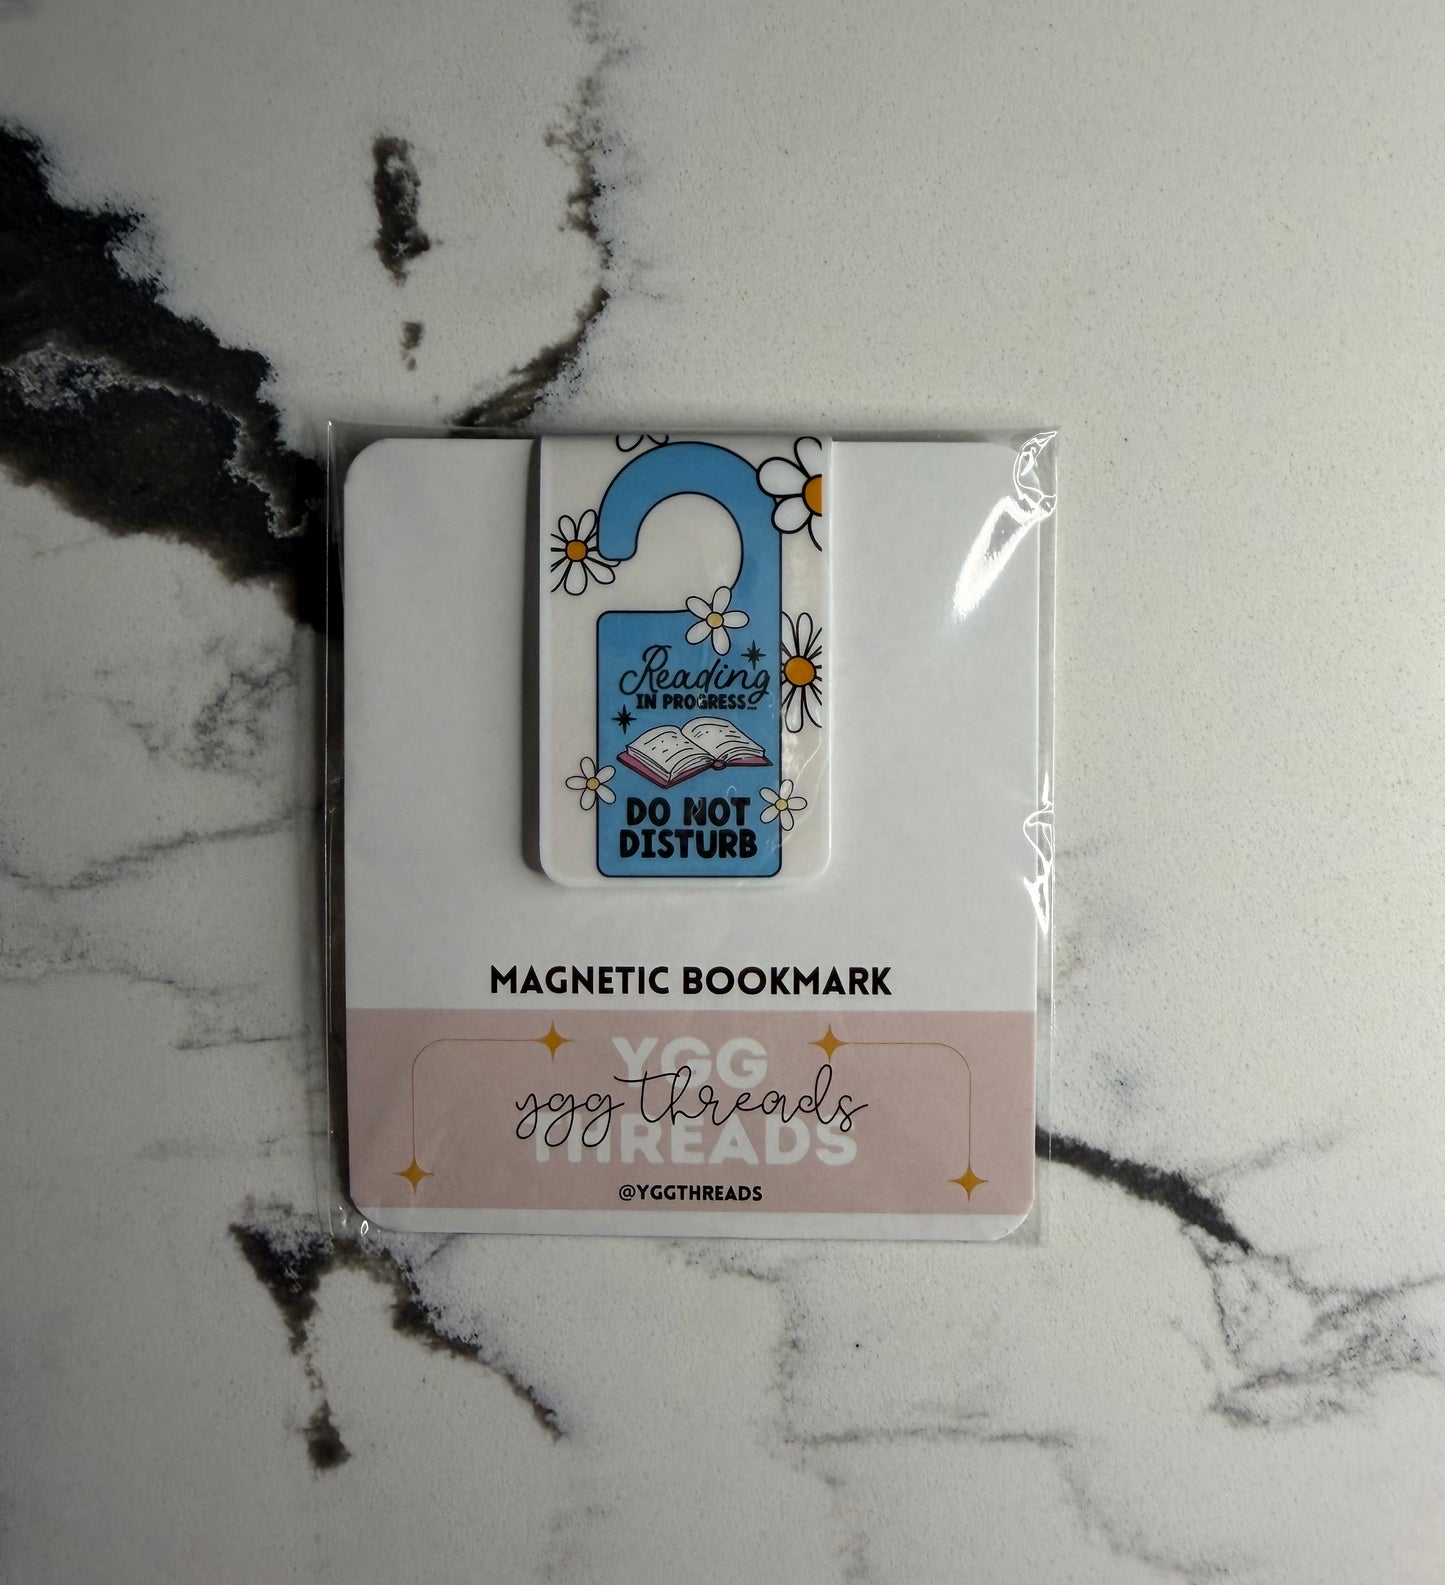 Reading
IN PROGRESS...
DO NOT
DISTURB
MAGNETIC BOOKMARK
YGG
ygg threads
THREADS
@YGGTHREADS